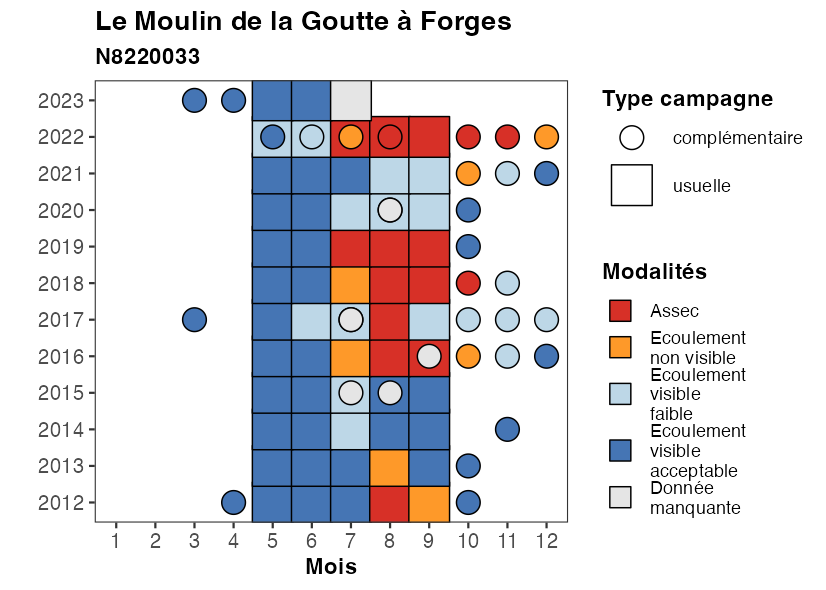 Le Moulin de la Goutte à Forges
N8220033
2023
2022
2021
2020
2019
2018
2017
2016
2015
2014
2013
2012
1 2 3 4 5 6 7 8 9 10 11 12
Mois
Type campagne
complémentaire
usuelle
Modalités
Assec
Ecoulement
non visible
Ecoulement
visible
faible
Ecoulement
visible
acceptable
Donnée
manquante